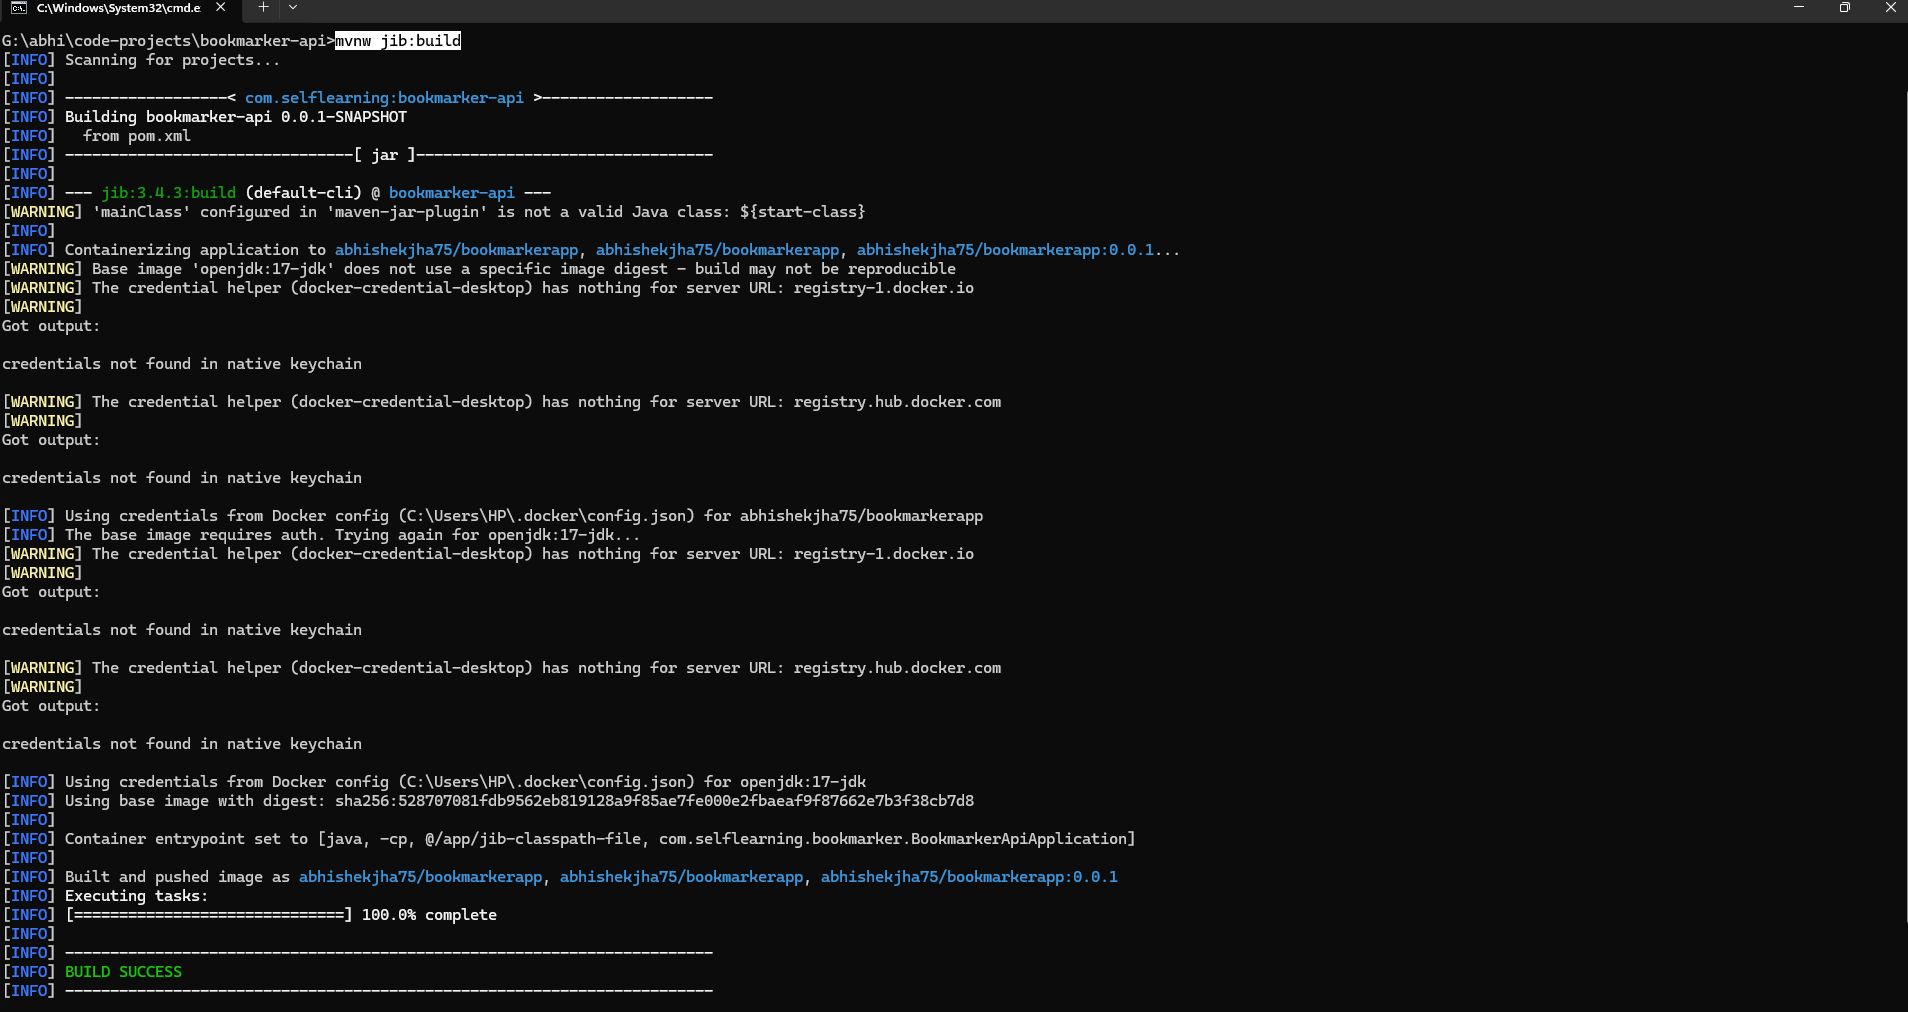 C:\Windows\System32\cmd.e
G:\abhi\code-projects\bookmarker-api>mvnw jib:build
[INFO] Scanning for projects...
[INFO]
[INFO] ------------------< com.selflearning:bookmarker-api >-------------------
[INFO] Building bookmarker-api 0.0.1-SNAPSHOT
[INFO]   from pom.xml
[INFO] --------------------------------[ jar ]---------------------------------
[INFO]
[INFO] --- jib:3.4.3:build (default-cli) @ bookmarker-api ---
[WARNING] 'mainClass' configured in 'maven-jar-plugin' is not a valid Java class: ${start-class}
[INFO]
[INFO] Containerizing application to abhishekjha75/bookmarkerapp, abhishekjha75/bookmarkerapp, abhishekjha75/bookmarkerapp:0.0.1...
[WARNING] Base image 'openjdk:17-jdk' does not use a specific image digest - build may not be reproducible
[WARNING] The credential helper (docker-credential-desktop) has nothing for server URL: registry-1.docker.io
[WARNING]
Got output:
credentials not found in native keychain
[WARNING] The credential helper (docker-credential-desktop) has nothing for server URL: registry.hub.docker.com
[WARNING]
Got output:
credentials not found in native keychain
[INFO] Using credentials from Docker config (C:\Users\HP\.docker\config.json) for abhishekjha75/bookmarkerapp
[INFO] The base image requires auth. Trying again for openjdk:17-jdk...
[WARNING] The credential helper (docker-credential-desktop) has nothing for server URL: registry-1.docker.io
[WARNING]
Got output:
credentials not found in native keychain
[WARNING] The credential helper (docker-credential-desktop) has nothing for server URL: registry.hub.docker.com
[WARNING]
Got output:
credentials not found in native keychain
[INFO] Using credentials from Docker config (C:\Users\HP\.docker\config.json) for openjdk:17-jdk
[INFO] Using base image with digest: sha256:528707081fdb9562eb819128a9f85ae7fe000e2fbaeaf9f87662e7b3f38cb7d8
[INFO]
[INFO] Container entrypoint set to [java, -cp, @/app/jib-classpath-file, com.selflearning.bookmarker.BookmarkerApiApplication]
[INFO]
[INFO] Built and pushed image as abhishekjha75/bookmarkerapp, abhishekjha75/bookmarkerapp, abhishekjha75/bookmarkerapp:0.0.1
[INFO] Executing tasks:
[INFO] [==============================] 100.0% complete
[INFO]
[INFO] ------------------------------------------------------------------------
[INFO] BUILD SUCCESS
[INFO] ------------------------------------------------------------------------